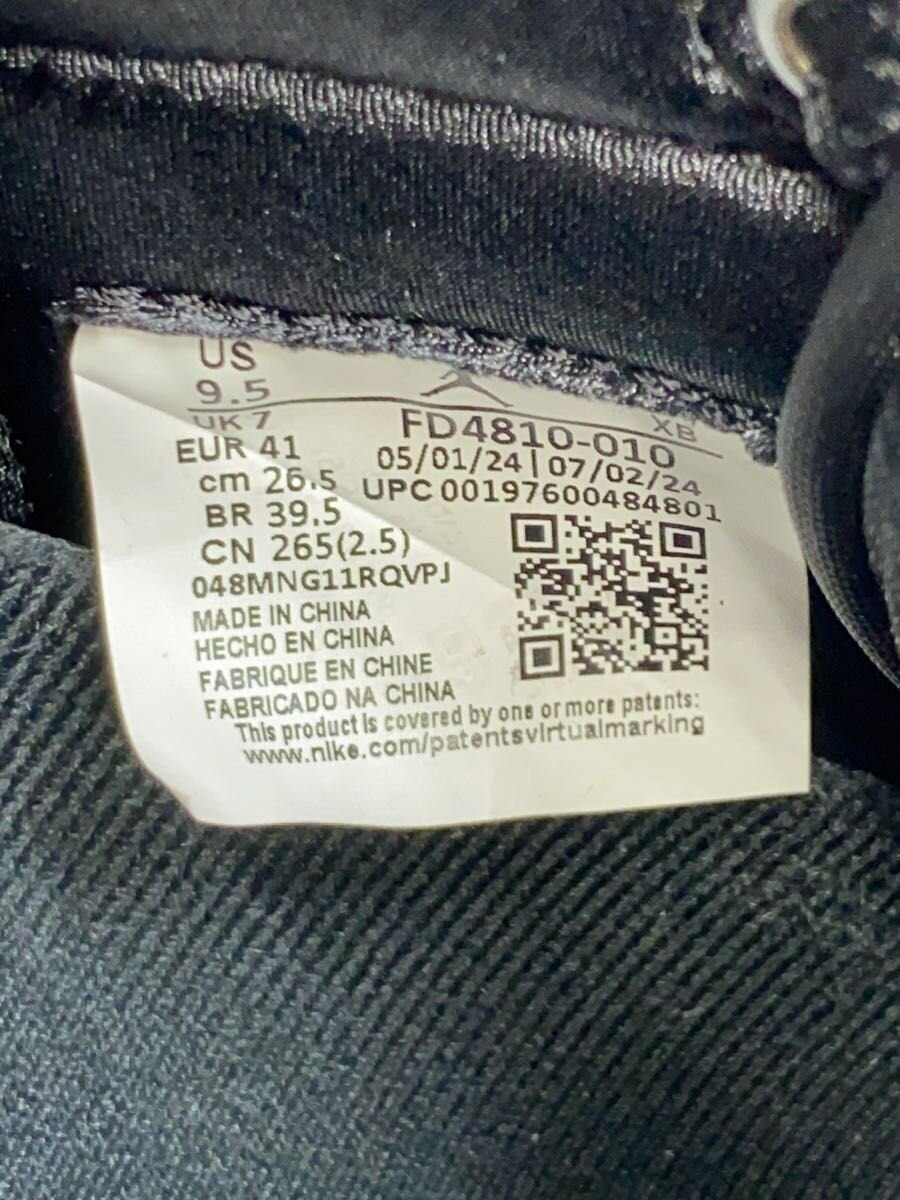 US
9.5
UK 7
EUR 41
cm 26.5
BR 39.5
CN 265(2.5)
048MNG11RQVPJ
XB
FD4810-010
05/01/24 | 07/02/24
UPC 00197600484801
MADE IN CHINA
HECHO EN CHINA
FABRIQUE EN CHINE
FABRICADO NA CHINA
This product is covered by one or more patents:
www.nike.com/patentsvirtualmarking